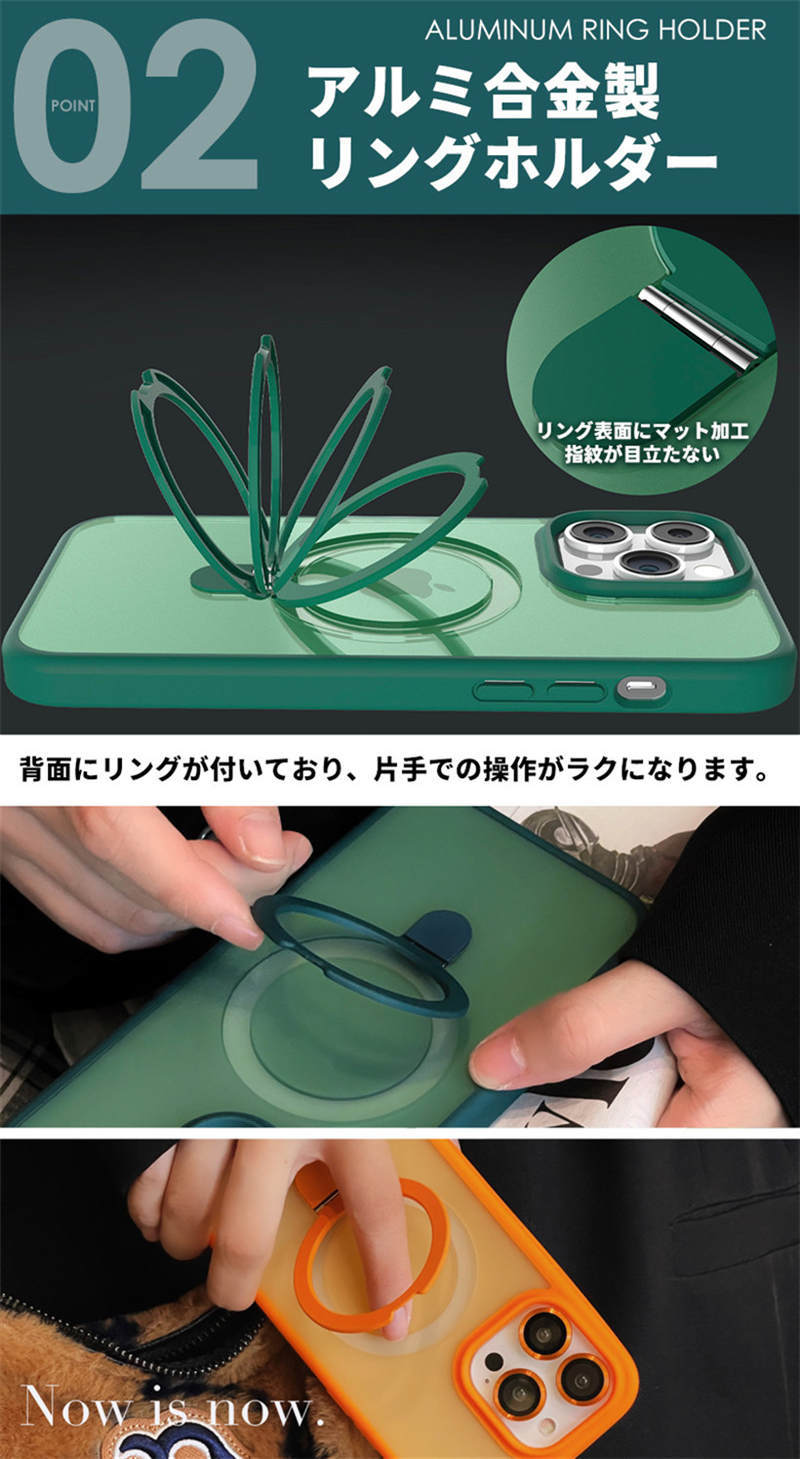 ALUMINUM RING HOLDER
02
POINT
アルミ合金製
リングホルダー
リング表面にマット加工
指紋が目立たない
背面にリングが付いており、片手での操作がラクになります。
Now is now.